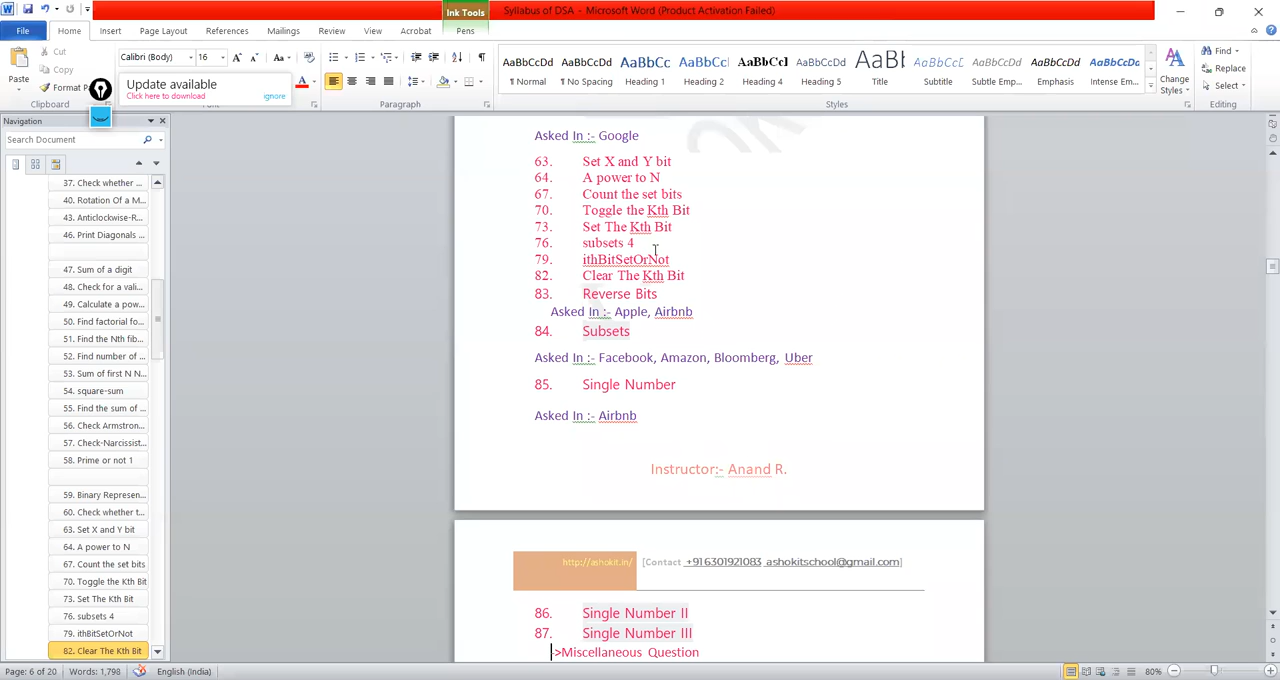 Ink Tools
Syllabus of DSA - Microsoft Word (Product Activation Failed)
File Home Insert Page Layout References Mailings Review View Acrobat Pens
Paste
Cut
Copy
Format P
Clipboard
Calibri (Body) 16
Update available
Click here to download ignore
Paragraph
AaBbCcDd AaBbCcDd AaBbCc AaBbCc AaBbCc AaBbCcDd AaBb AaBbCcL AaBbCcDd AaBbCcDd AaBbCcDd
¶ Normal ¶ No Spacing Heading 1 Heading 2 Heading 4 Heading 5 Title Subtitle Subtle Emp... Emphasis Intense Em...
Styles
Change Styles
Find
Replace
Select
Editing
Navigation
Search Document
37. Check whether ...
40. Rotation Of a M...
43. Anticlockwise-R...
46. Print Diagonals ...
47. Sum of a digit
48. Check for a vali...
49. Calculate a pow...
50. Find factorial fo...
51. Find the Nth fib...
52. Find number of ...
53. Sum of first N N...
54. square-sum
55. Find the sum of ...
56. Check Armstron...
57. Check-Narcissist...
58. Prime or not 1
59. Binary Represen...
60. Check whether t...
63. Set X and Y bit
64. A power to N
67. Count the set bits
70. Toggle the Kth Bit
73. Set The Kth Bit
76. subsets 4
79. ithBitSetOrNot
82. Clear The Kth Bit
Asked In :- Google
63. Set X and Y bit
64. A power to N
67. Count the set bits
70. Toggle the Kth Bit
73. Set The Kth Bit
76. subsets 4
79. ithBitSetOrNot
82. Clear The Kth Bit
83. Reverse Bits
Asked In :- Apple, Airbnb
84. Subsets
Asked In :- Facebook, Amazon, Bloomberg, Uber
85. Single Number
Asked In :- Airbnb
Instructor:- Anand R.
http://ashokit.in/ [Contact +916301921083 ashokitschool@gmail.com]
86. Single Number II
87. Single Number III
>Miscellaneous Question
Page: 6 of 20 Words: 1,798 English (India) 80%